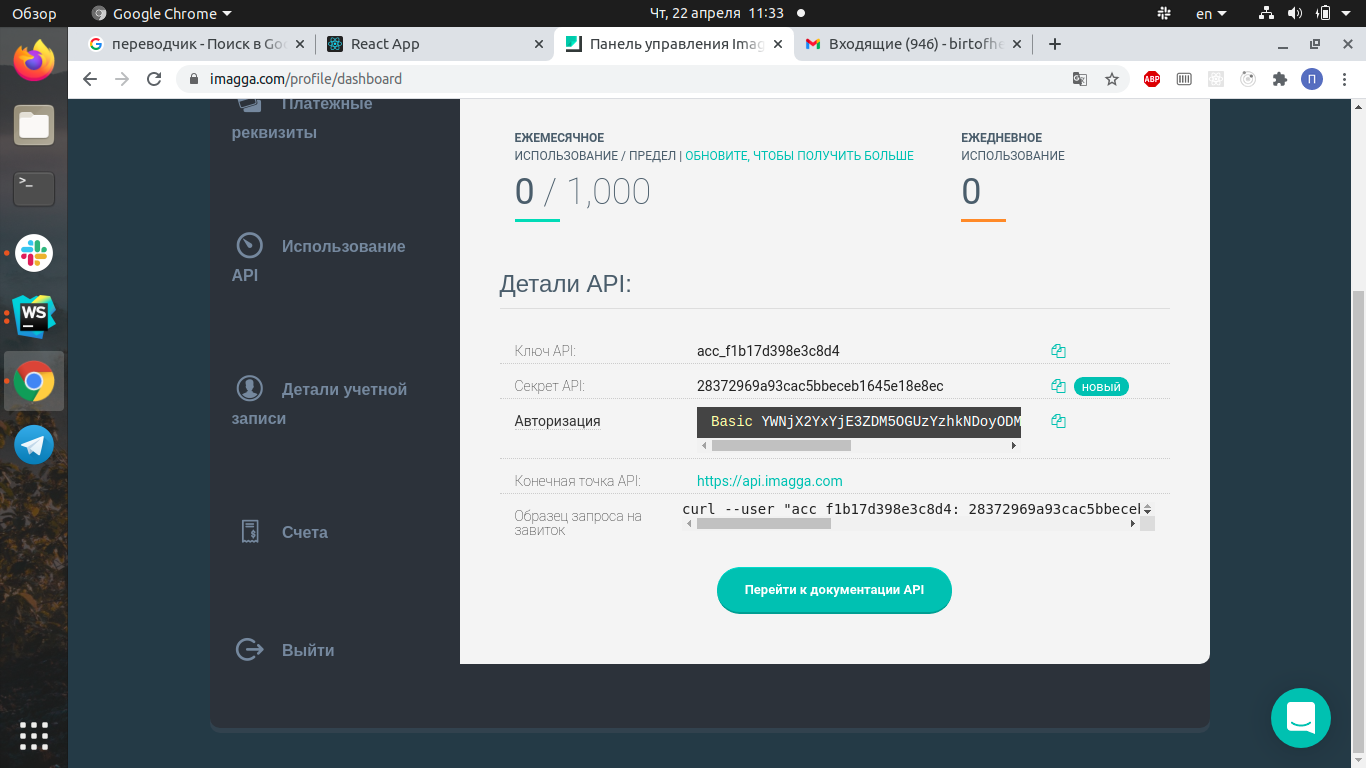 Обзор
Google Chrome
Чт, 22 апреля 11:33
en
переводчик - Поиск в Goo
React App
Панель управления Imag
Входящие (946) - birtofhe
imagga.com/profile/dashboard
ABP
П
Платежные
реквизиты
Использование
API
Детали учетной
записи
Счета
Выйти
ЕЖЕМЕСЯЧНОЕ
ИСПОЛЬЗОВАНИЕ / ПРЕДЕЛ | ОБНОВИТЕ, ЧТОБЫ ПОЛУЧИТЬ БОЛЬШЕ
0 / 1,000
ЕЖЕДНЕВНОЕ
ИСПОЛЬЗОВАНИЕ
0
Детали API:
Ключ API: acc_f1b17d398e3c8d4
Секрет API: 28372969a93cac5bbeceb1645e18e8ec новый
Авторизация Basic YWNjX2YxYjE3ZDM5OGUzYzhkNDoyODM
Конечная точка API: https://api.imagga.com
Образец запроса на
завиток
curl --user "acc_f1b17d398e3c8d4: 28372969a93cac5bbeceb
Перейти к документации API
WS